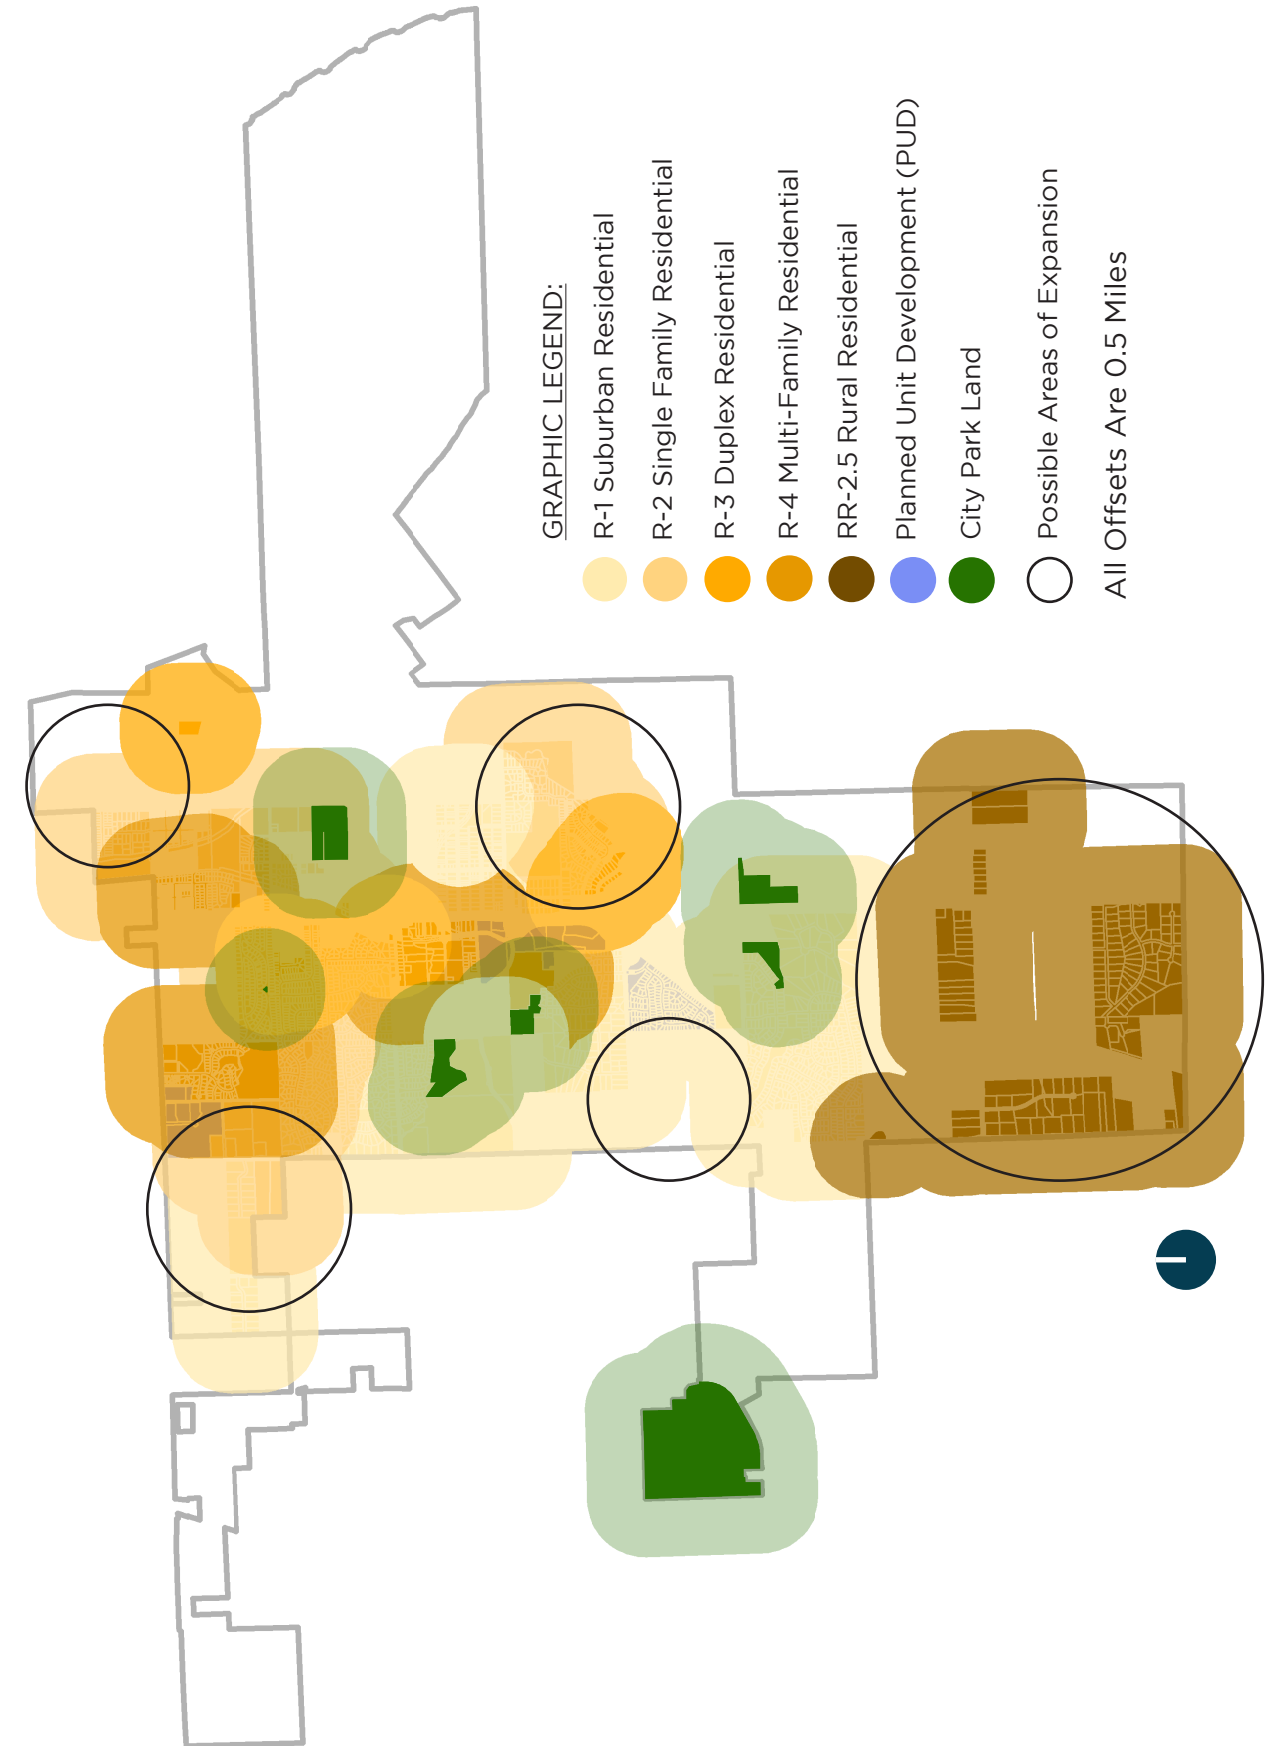 GRAPHIC LEGEND:
R-1 Suburban Residential
R-2 Single Family Residential
R-3 Duplex Residential
R-4 Multi-Family Residential
RR-2.5 Rural Residential
Planned Unit Development (PUD)
City Park Land
Possible Areas of Expansion
All Offsets Are 0.5 Miles